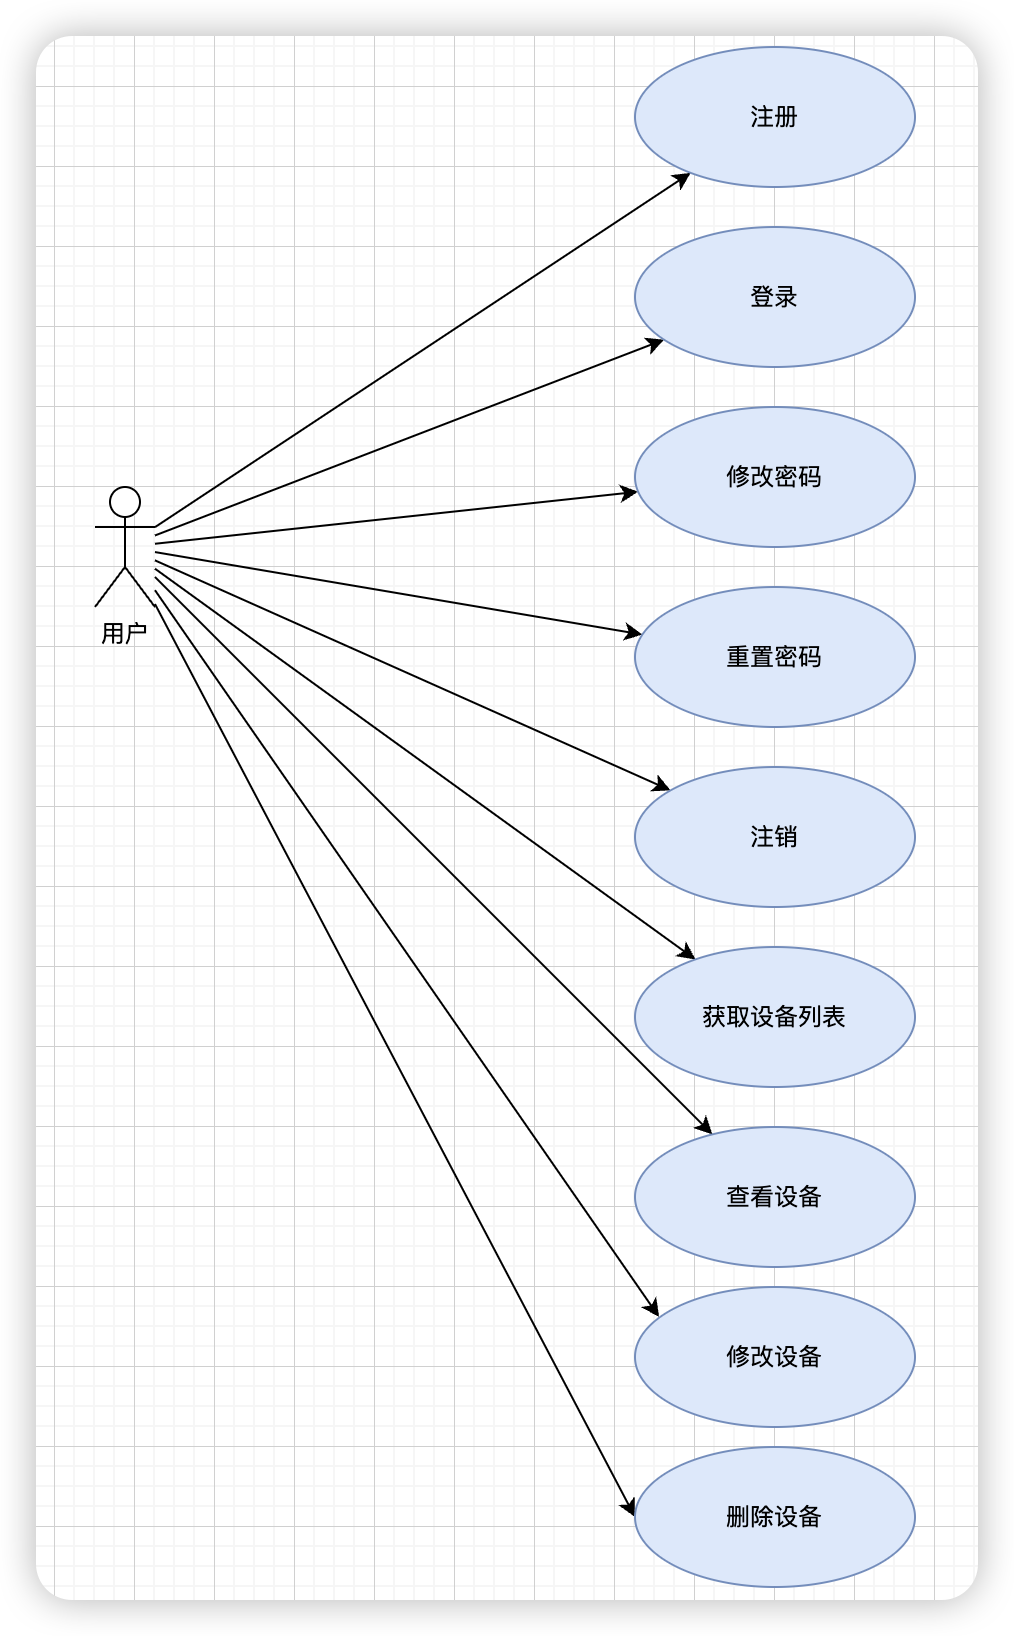 注册
登录
修改密码
用户
重置密码
注销
获取设备列表
查看设备
修改设备
删除设备